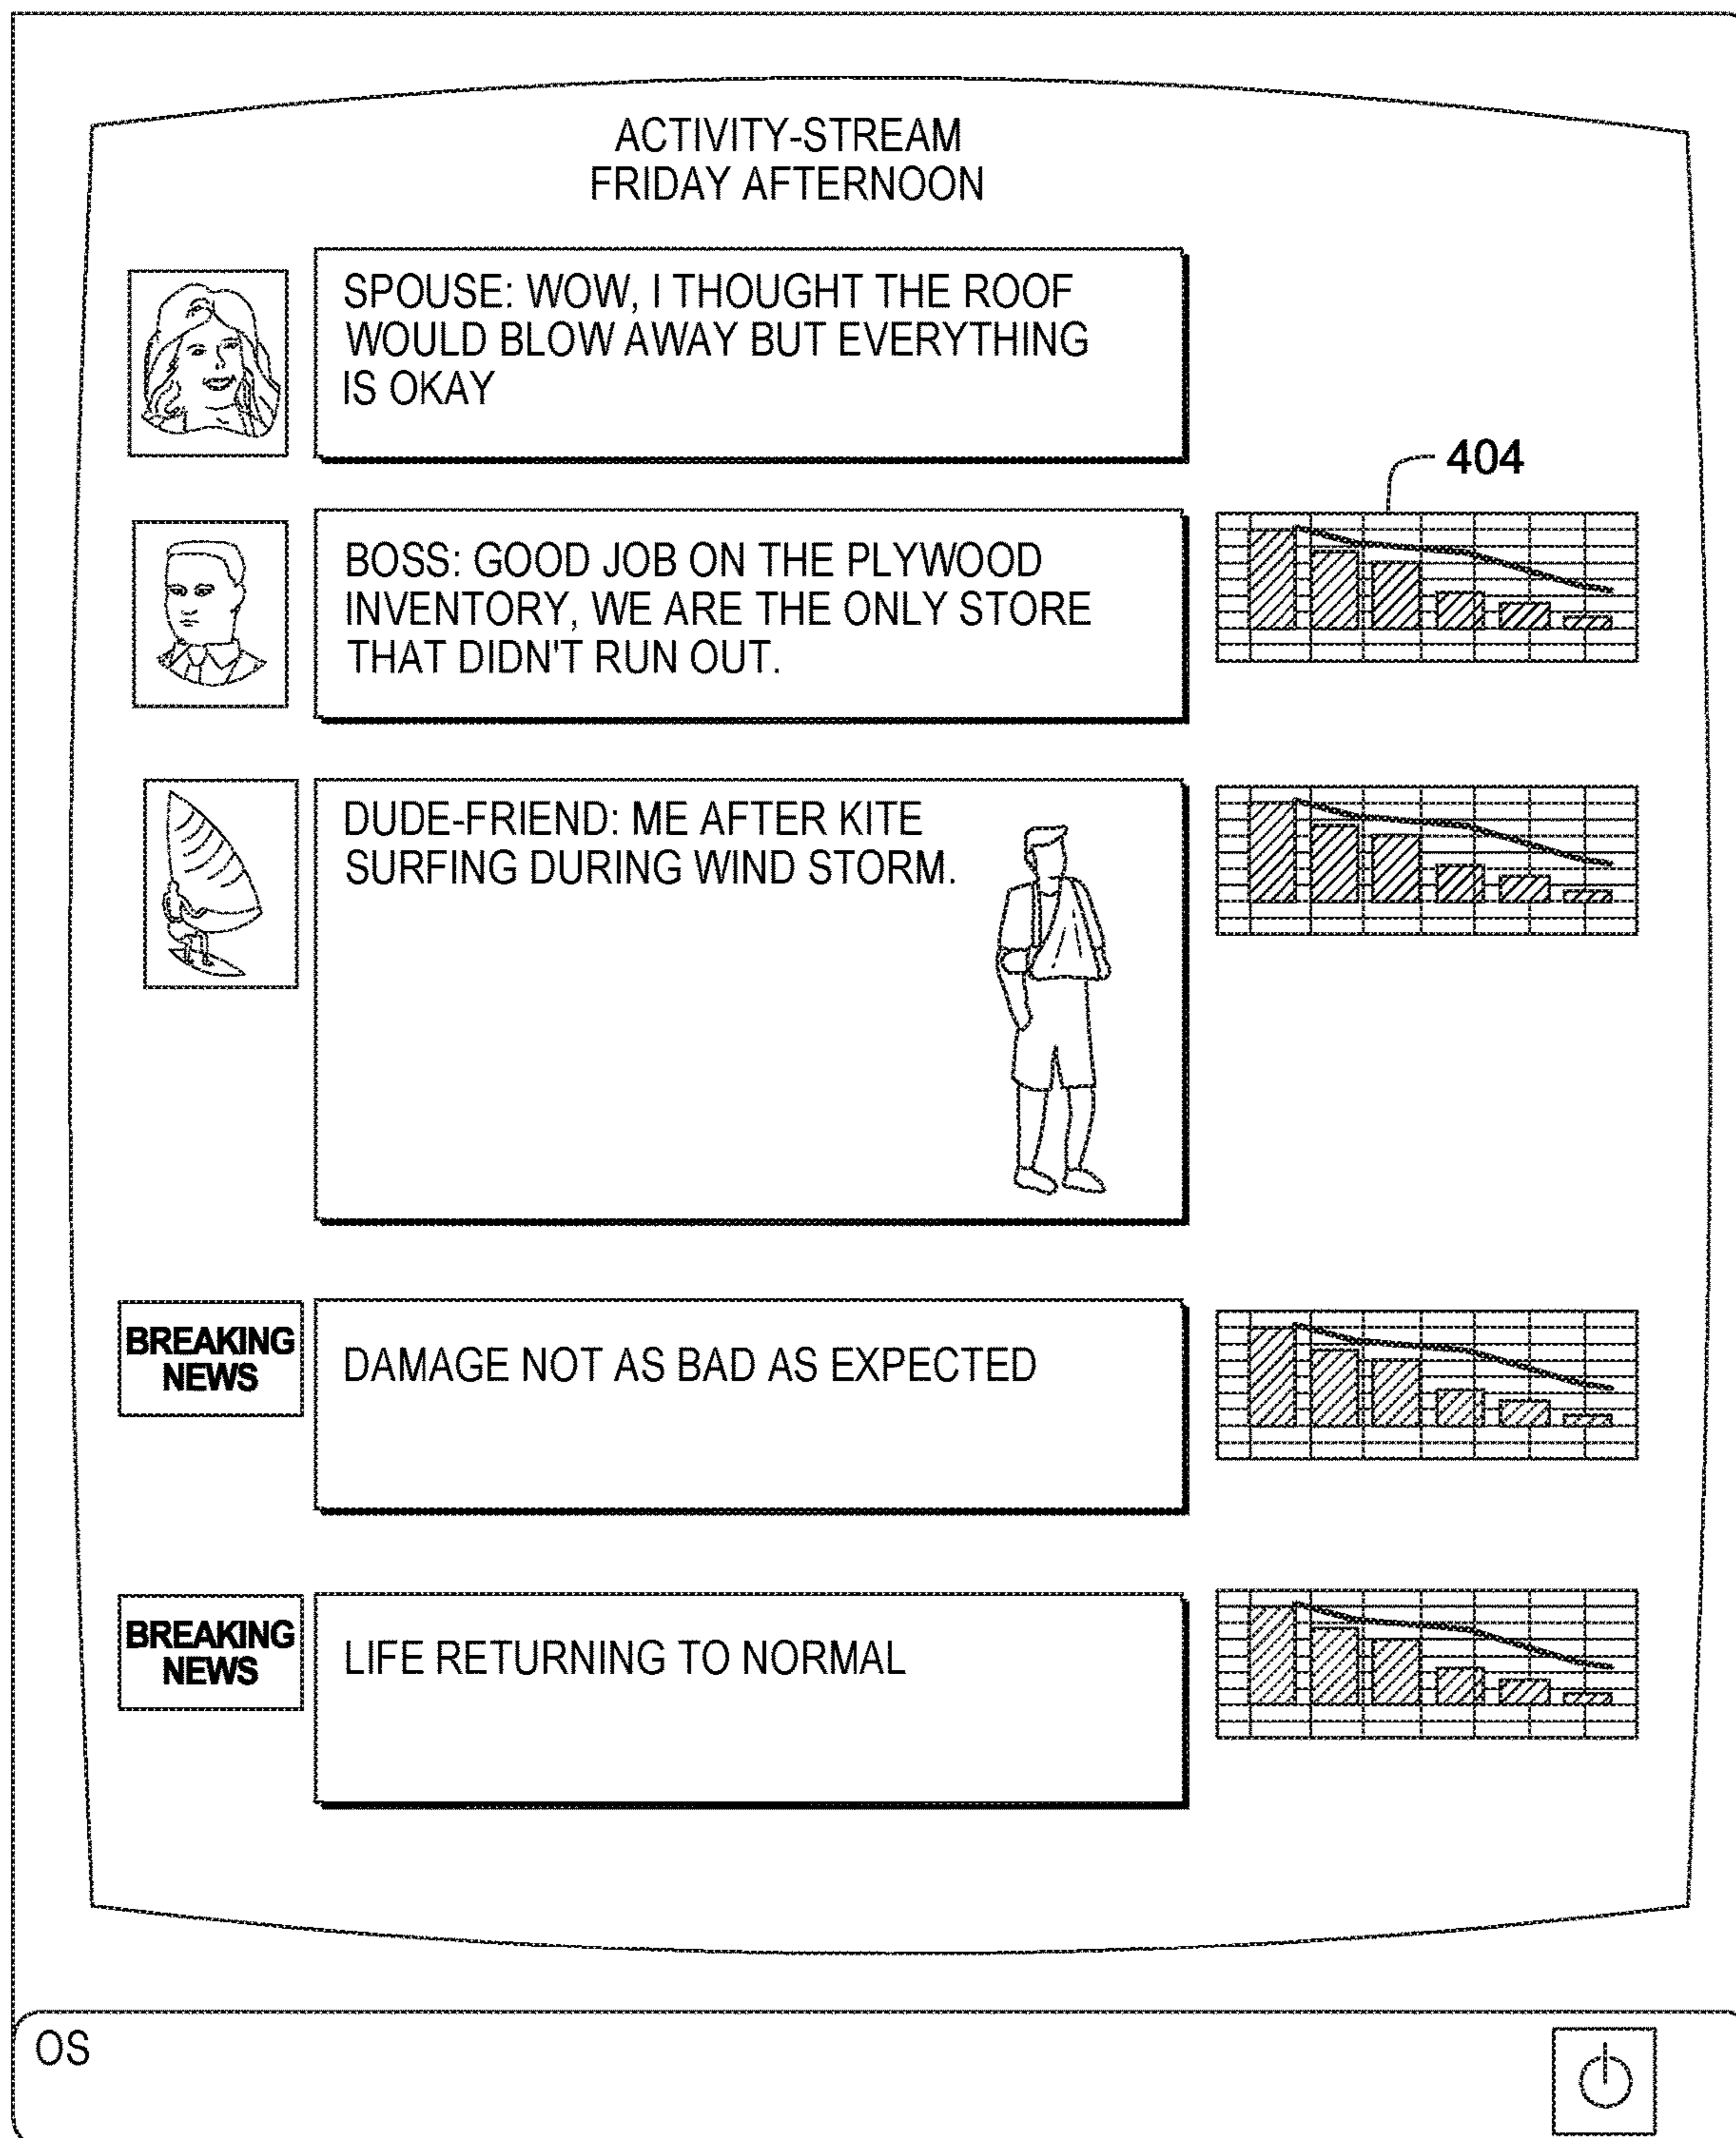 ACTIVITY-STREAM
FRIDAY AFTERNOON
SPOUSE: WOW, I THOUGHT THE ROOF
WOULD BLOW AWAY BUT EVERYTHING
IS OKAY
404
BOSS: GOOD JOB ON THE PLYWOOD
INVENTORY, WE ARE THE ONLY STORE
THAT DIDN'T RUN OUT.
DUDE-FRIEND: ME AFTER KITE
SURFING DURING WIND STORM.
BREAKING
NEWS
DAMAGE NOT AS BAD AS EXPECTED
BREAKING
NEWS
LIFE RETURNING TO NORMAL
OS